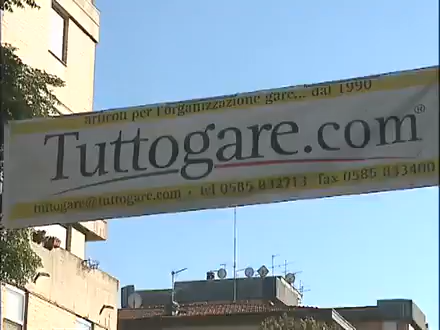 articoli per l'organizzazione gare... dal 1990
Tuttogare.com®
tuttogare@tuttogare.com - tel 0585 832713 fax 0585 833400